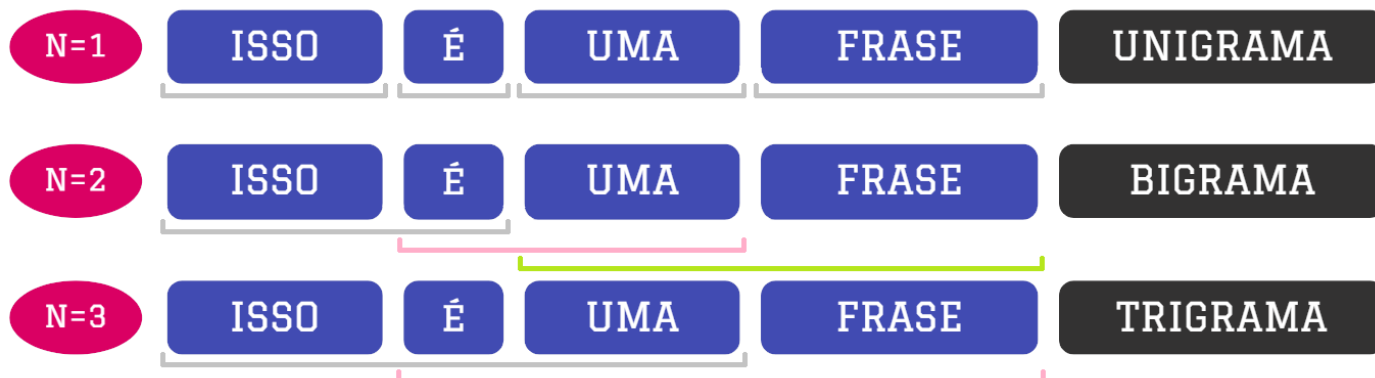 N=1 ISSO É UMA FRASE UNIGRAMA
N=2 ISSO É UMA FRASE BIGRAMA
N=3 ISSO É UMA FRASE TRIGRAMA